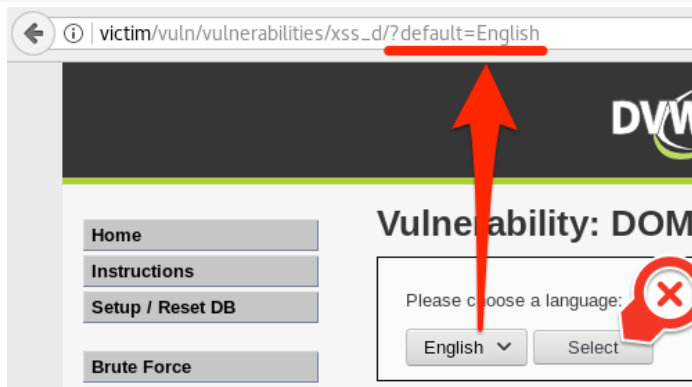 victim/vuln/vulnerabilities/xss_d/?default=English
DVW
Vulnerability: DOM
Home
Instructions
Setup / Reset DB
Brute Force
Please choose a language:
English
Select